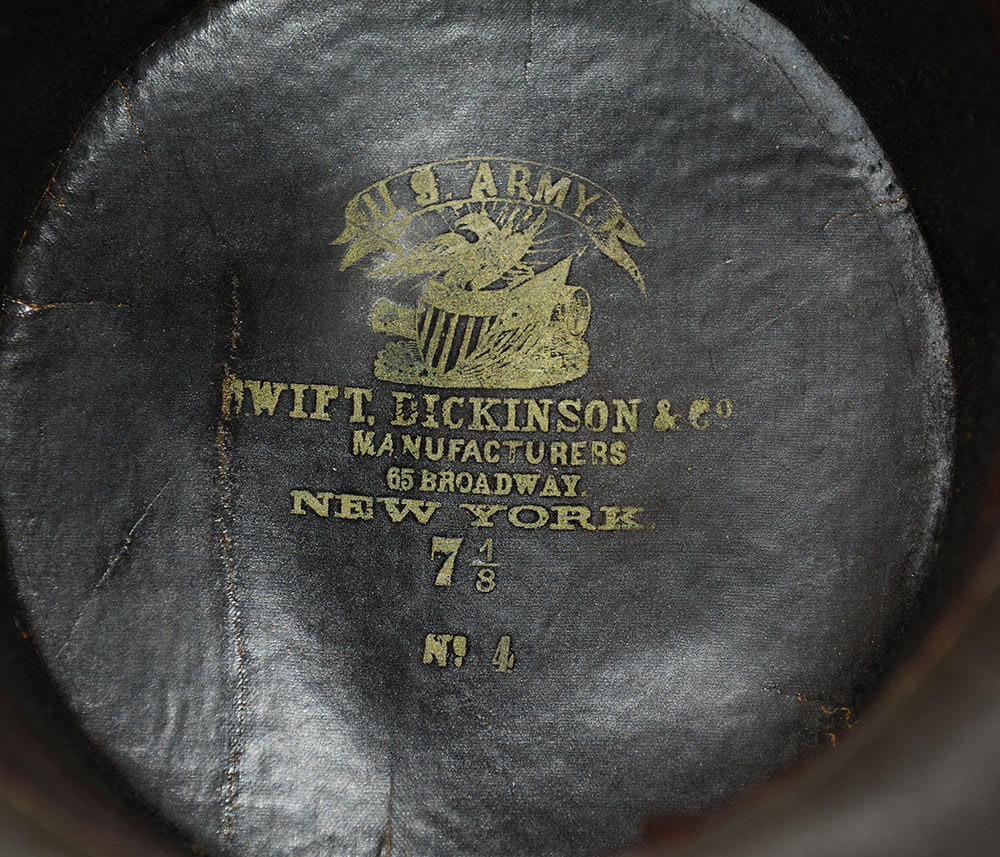 U.S. ARMY.
SWIFT, DICKINSON & Co
MANUFACTURERS
65 BROADWAY.
NEW YORK.
7 1/8
No 4